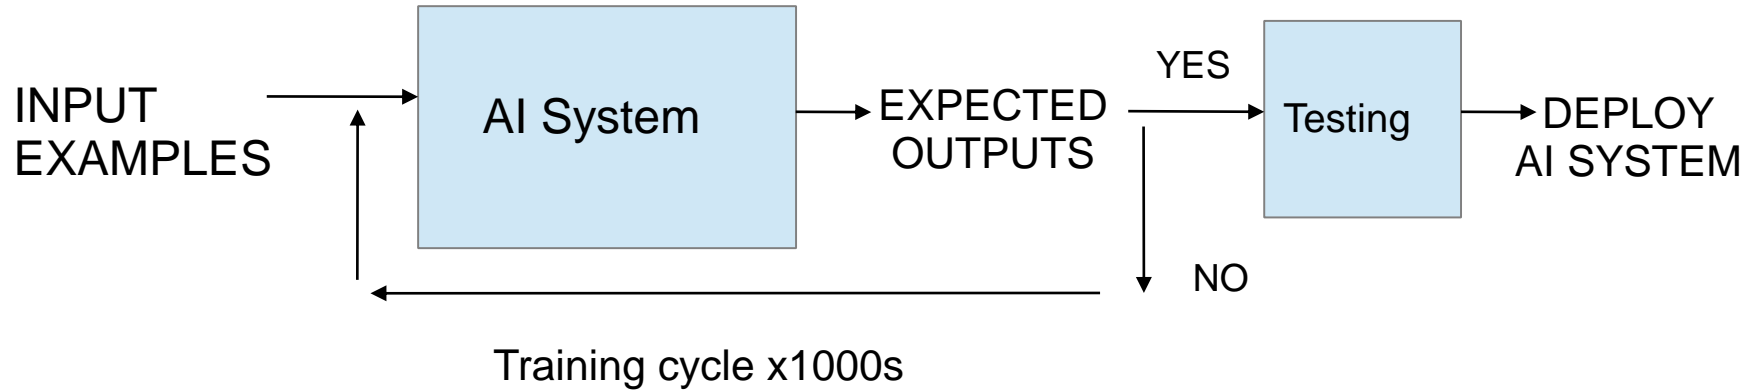 INPUT
EXAMPLES
AI System
EXPECTED
OUTPUTS
YES
NO
Testing
DEPLOY
AI SYSTEM
Training cycle x1000s